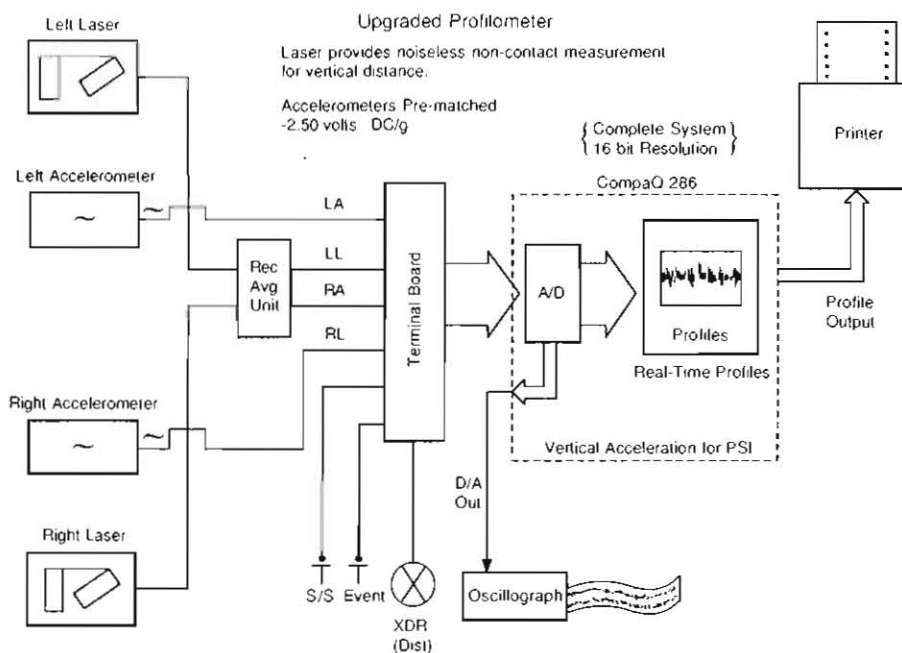 Upgraded Profilometer
Laser provides noiseless non-contact measurement
for vertical distance.
Accelerometers Pre-matched
-2.50 volts DC/g
Left Laser
Left Accelerometer
~
~
Right Accelerometer
~
~
Right Laser
LA
LL
RA
RL
Rec
Avg
Unit
Terminal Board
S/S
Event
XDR
(Dist)
{ Complete System }
{ 16 bit Resolution }
CompaQ 286
A/D
Profiles
Real-Time Profiles
Vertical Acceleration for PSI
D/A
Out
Oscillograph
Printer
Profile
Output